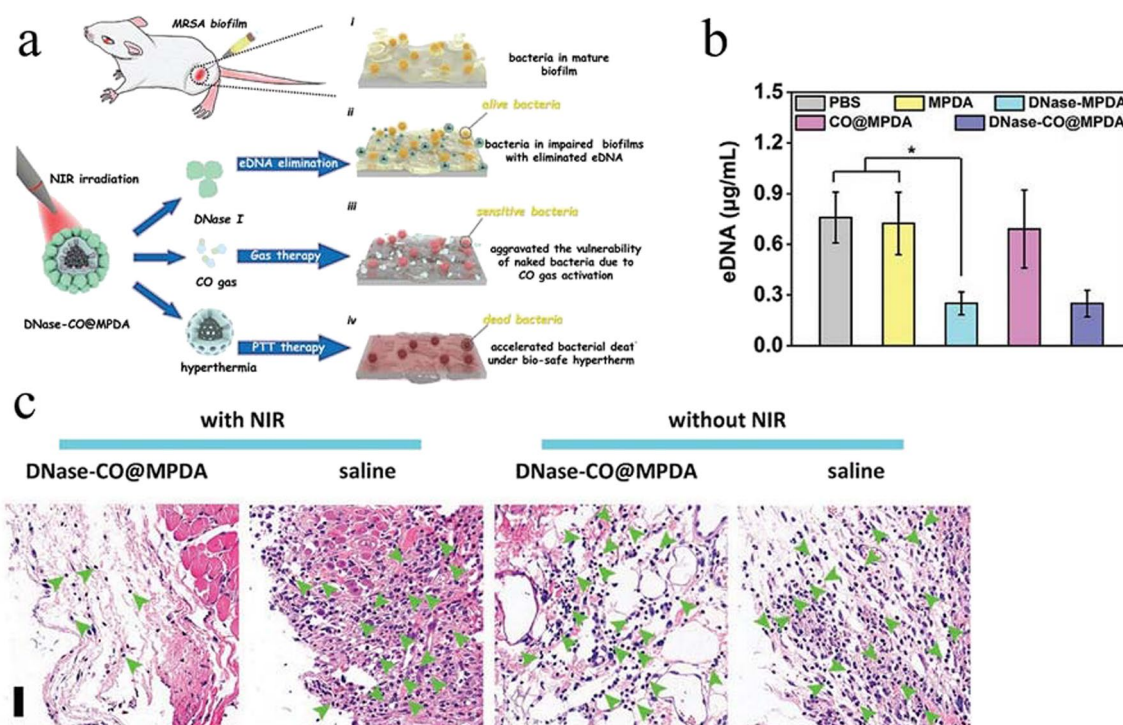 a
MRSA biofilm
i
bacteria in mature
biofilm
ii
alive bacteria
bacteria in impaired biofilms
with eliminated eDNA
NIR irradiation
eDNA elimination
DNase I
iii
sensitive bacteria
Gas therapy
aggravated the vulnerability
of naked bacteria due to
CO gas activation
CO gas
DNase-CO@MPDA
iv
dead bacteria
PTT therapy
accelerated bacterial deat
under bio-safe hypertherm
hyperthermia
b
1.5
1.2
0.9
0.6
0.3
0.0
eDNA (µg/mL)
PBS
MPDA
DNase-MPDA
CO@MPDA
DNase-CO@MPDA
*
c
with NIR
without NIR
DNase-CO@MPDA
saline
DNase-CO@MPDA
saline